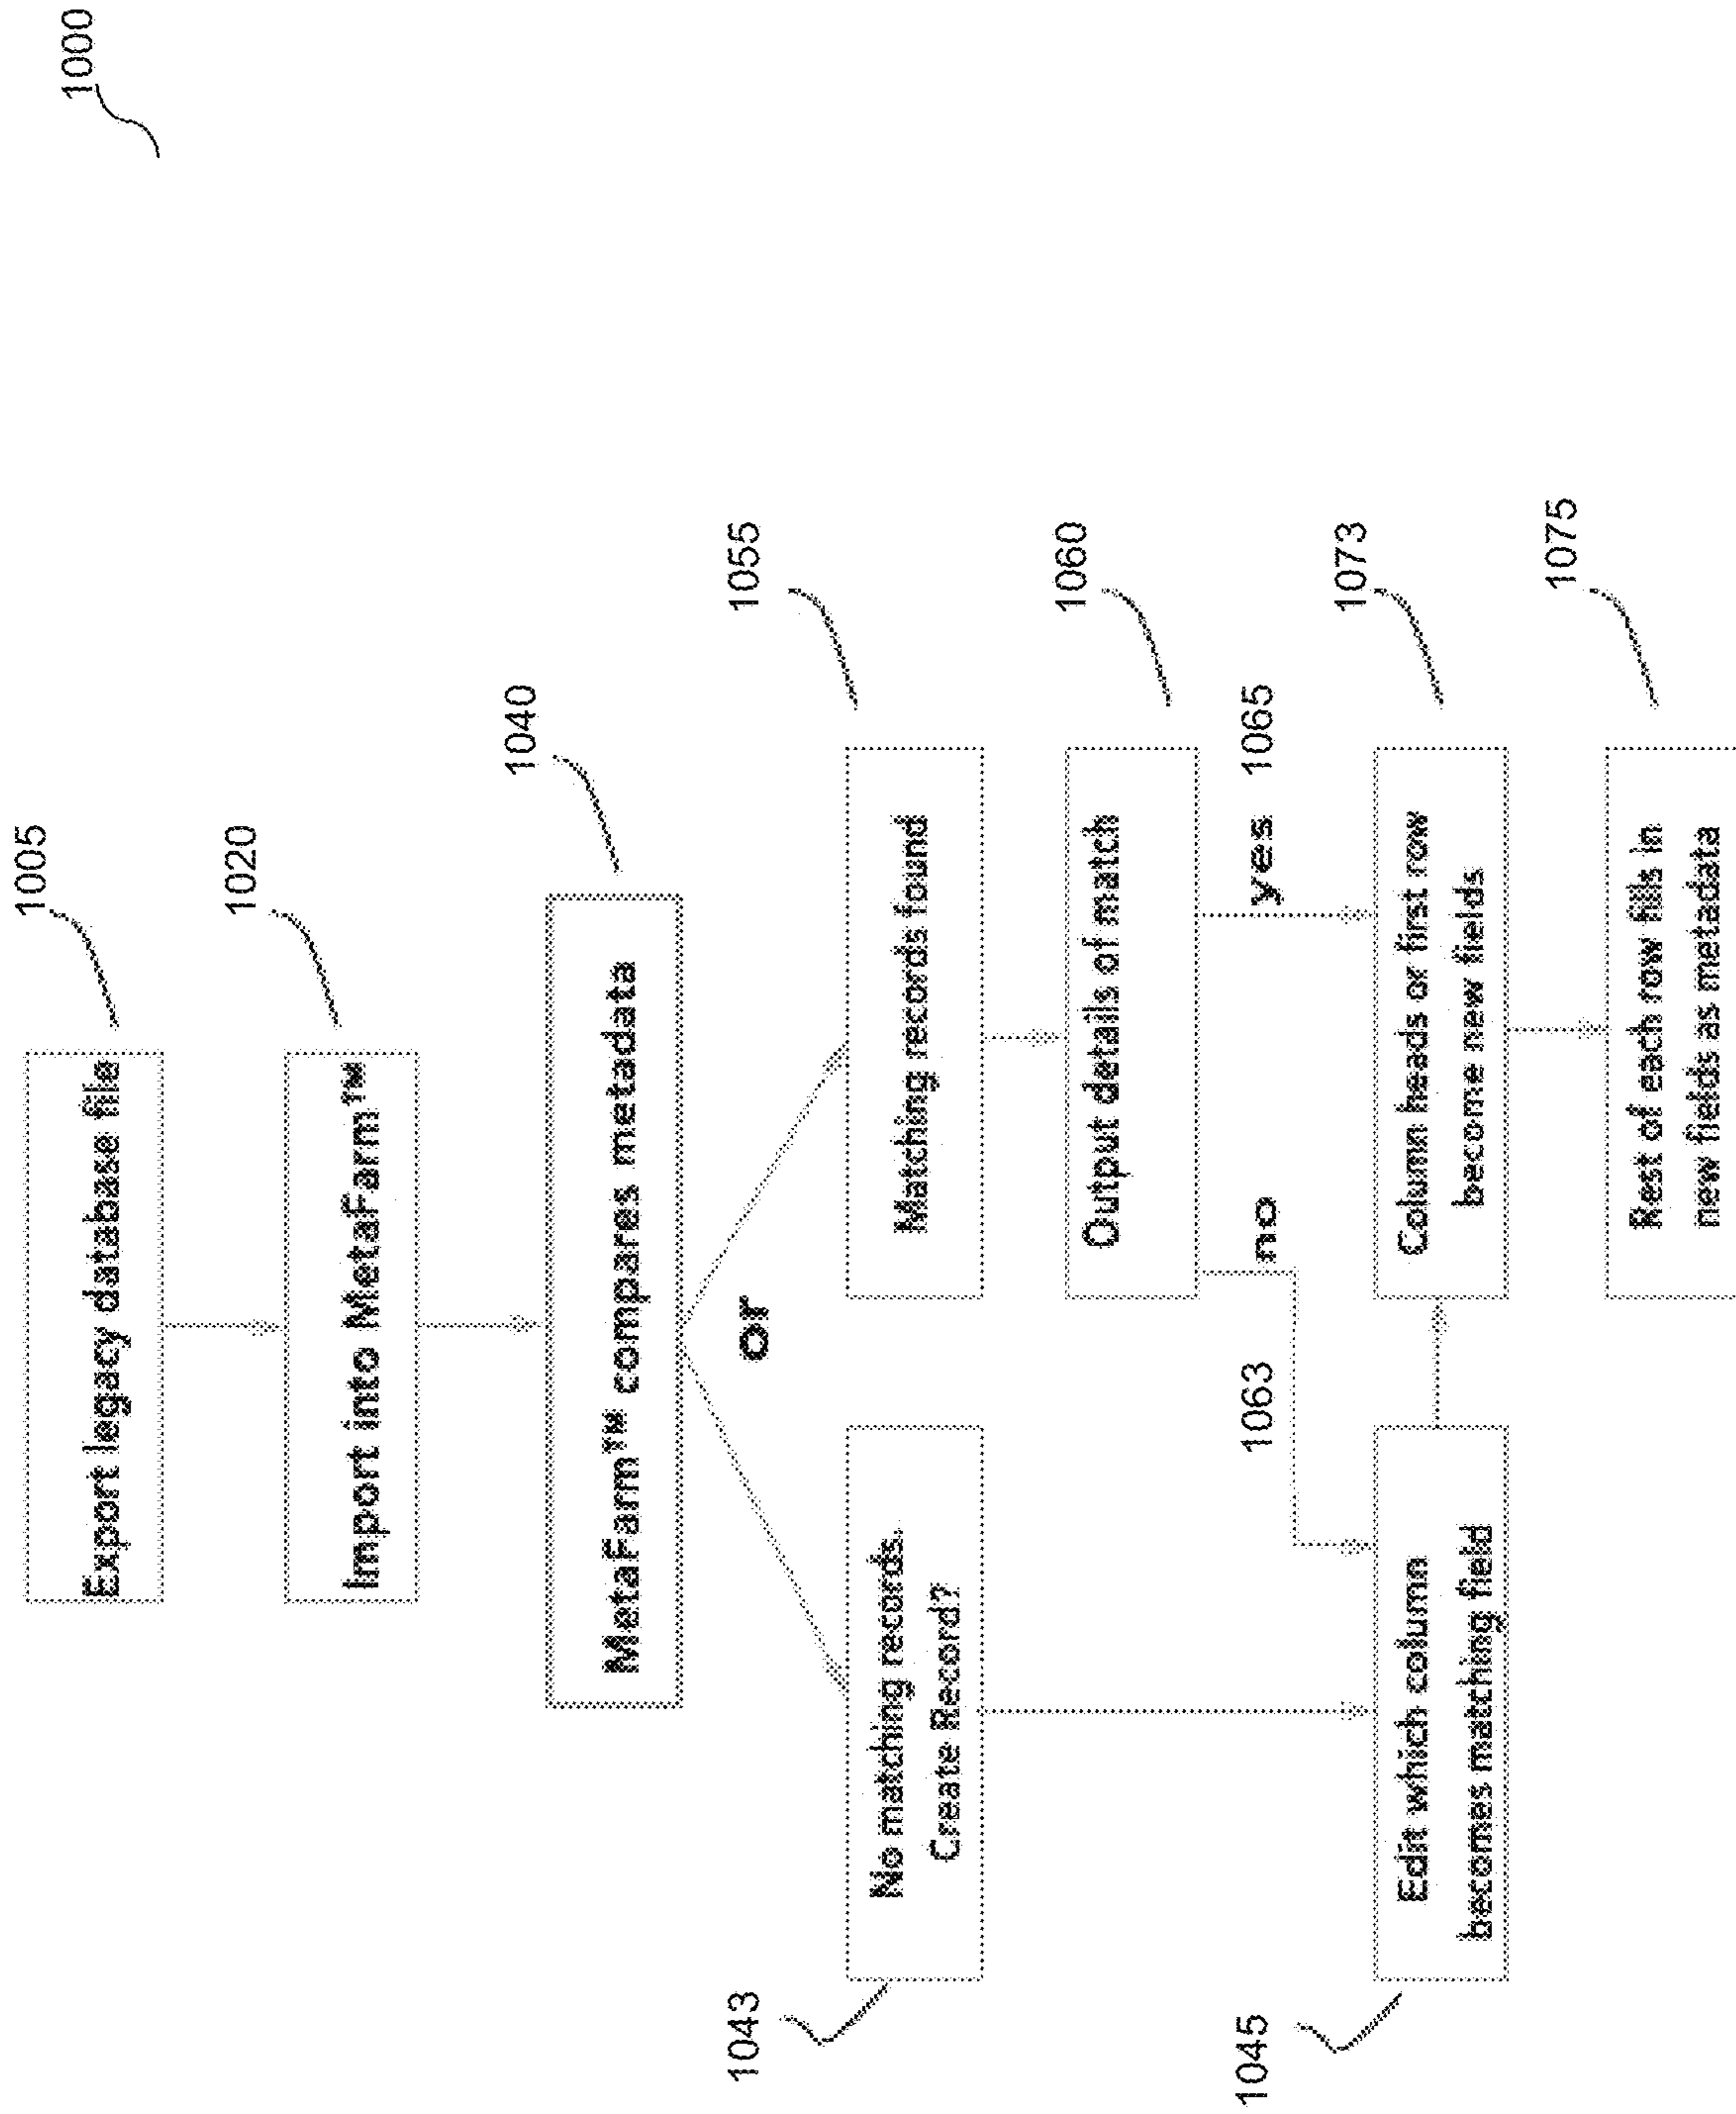 1000
1005
Export legacy database file
1020
Import into MetaFarm™
1040
MetaFarm™ compares metadata
or
1043
No matching records.
Create Record?
1055
Matching records found
1060
Output details of match
1063
no
yes
1065
1045
Edit which column
becomes matching field
1073
Column heads or first row
become new fields
1075
Rest of each row fills in
new fields as metadata